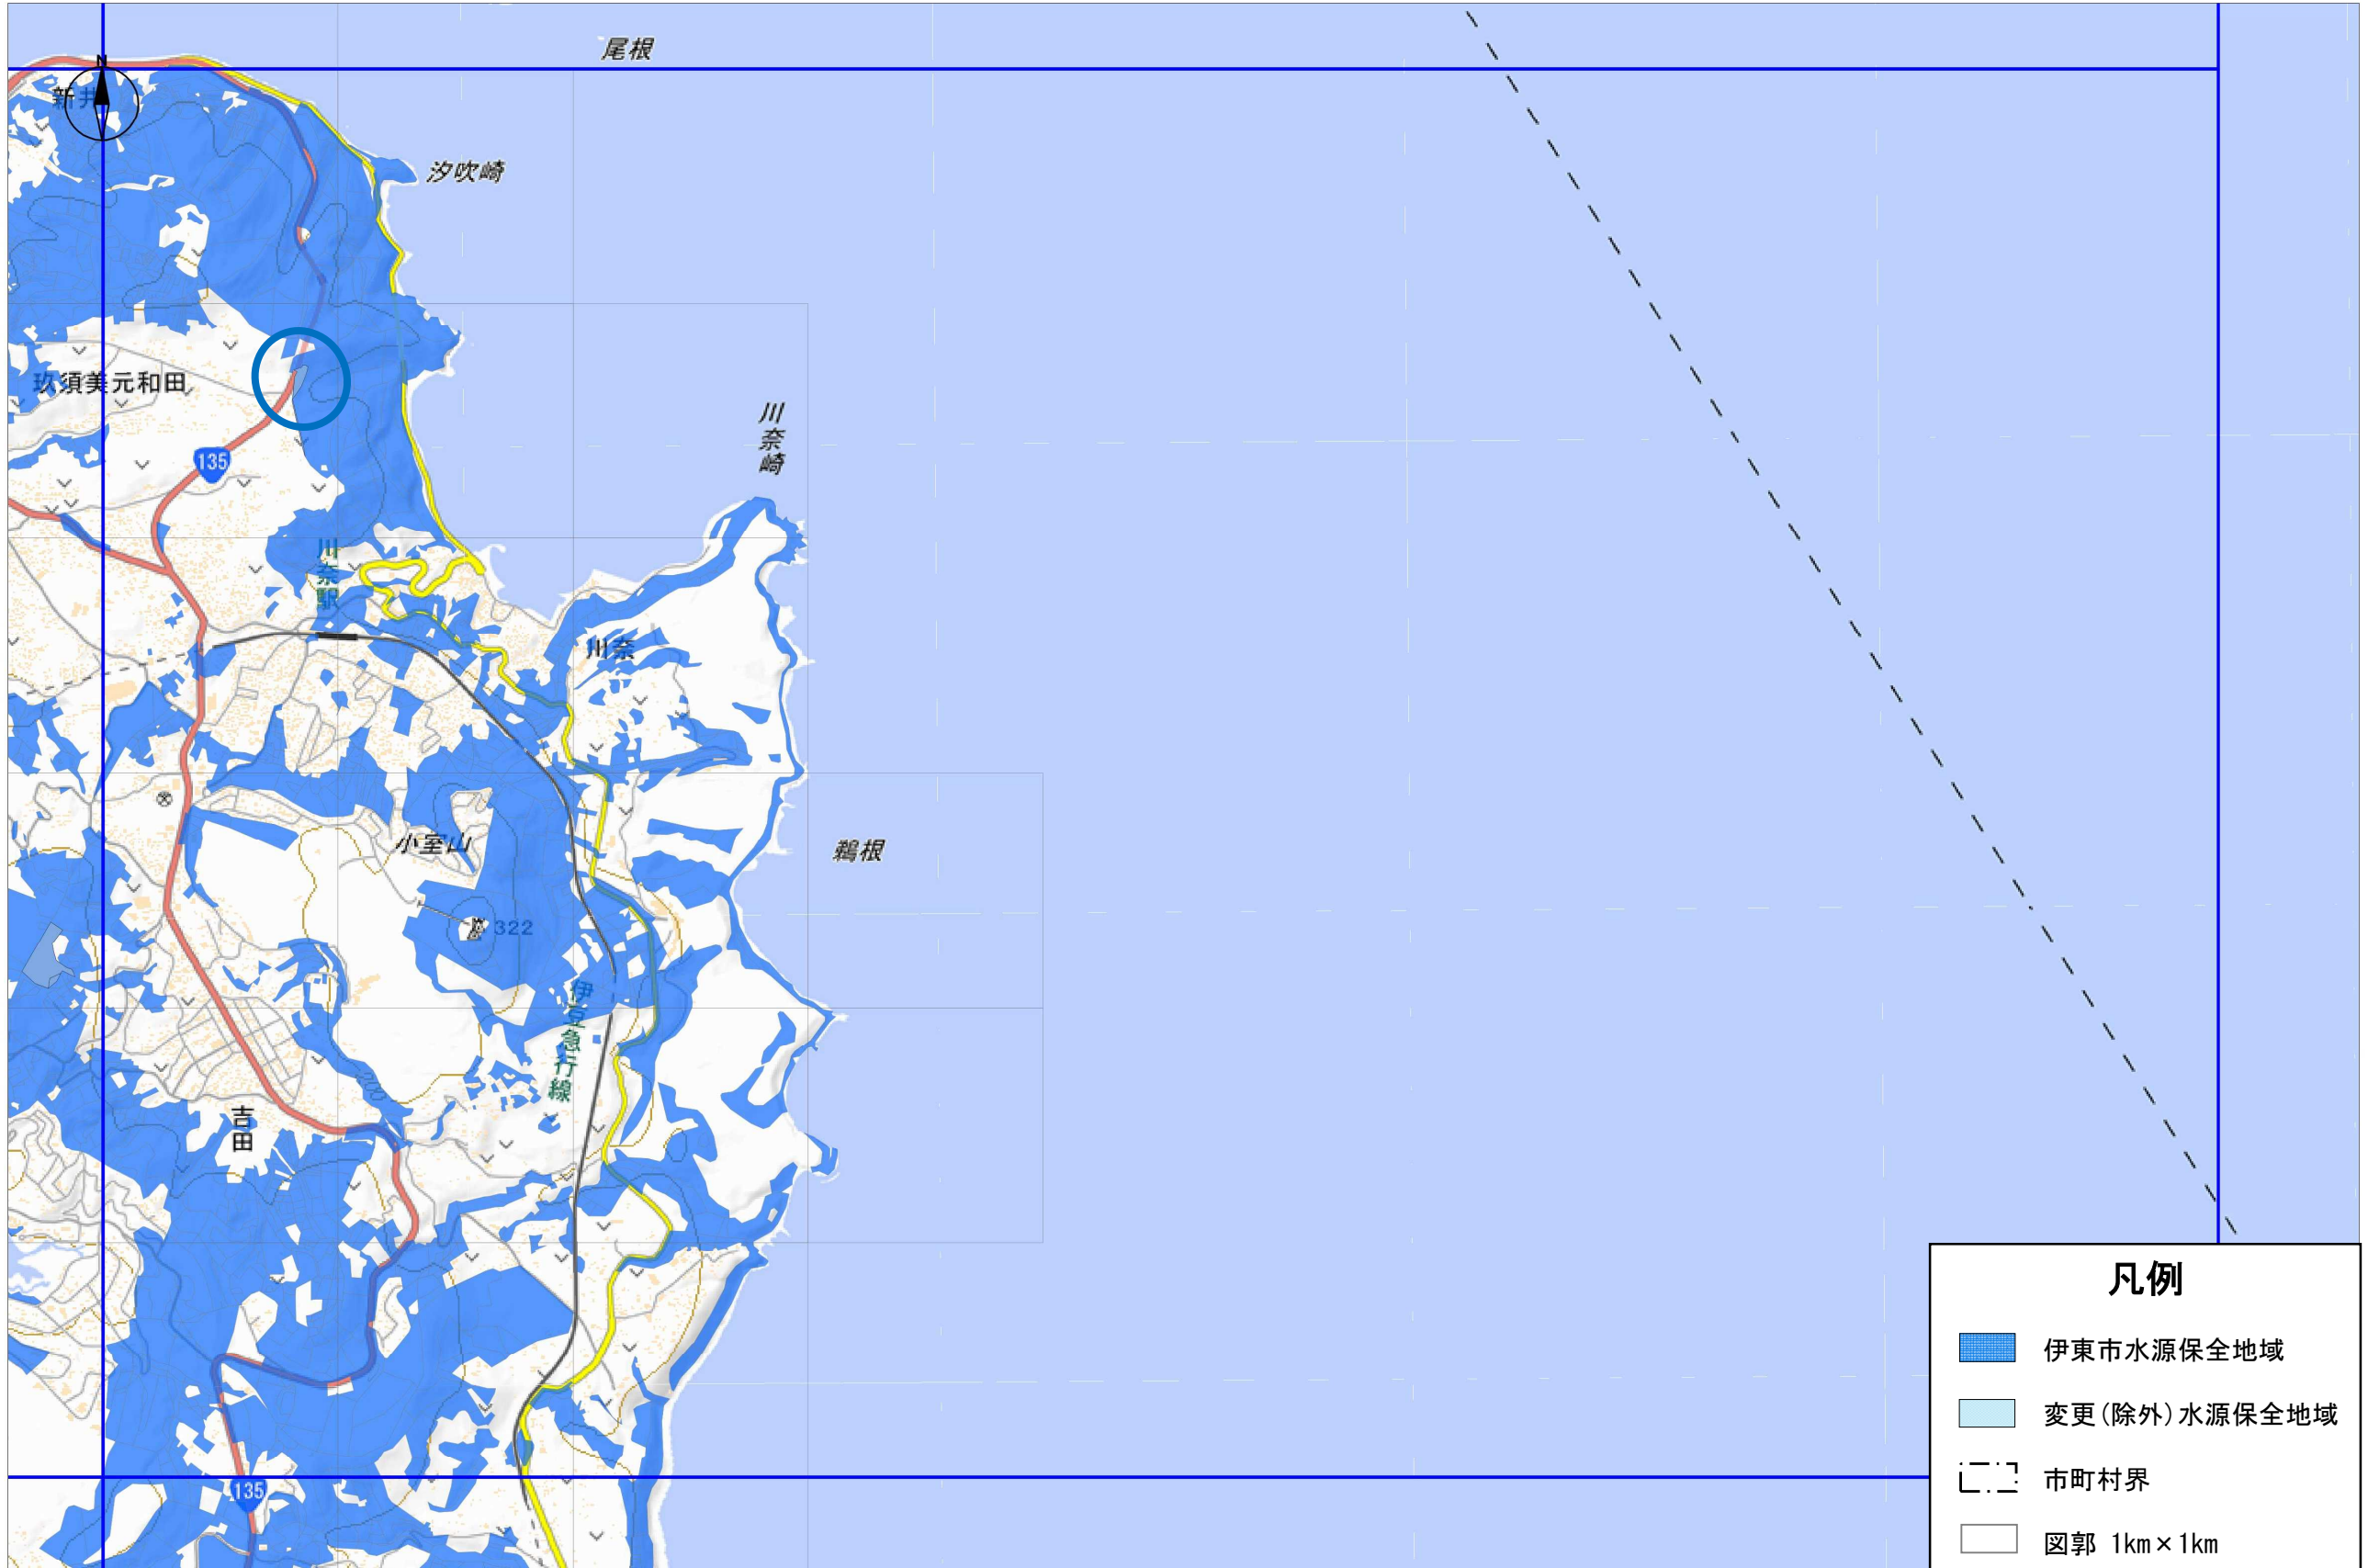 尾根
N
新井
汐吹崎
玖須美元和田
川奈崎
135
川奈駅
川奈
小室山
鵜根
322
伊豆急行線
吉田
135
凡例
伊東市水源保全地域
変更(除外)水源保全地域
市町村界
図郭 1km×1km